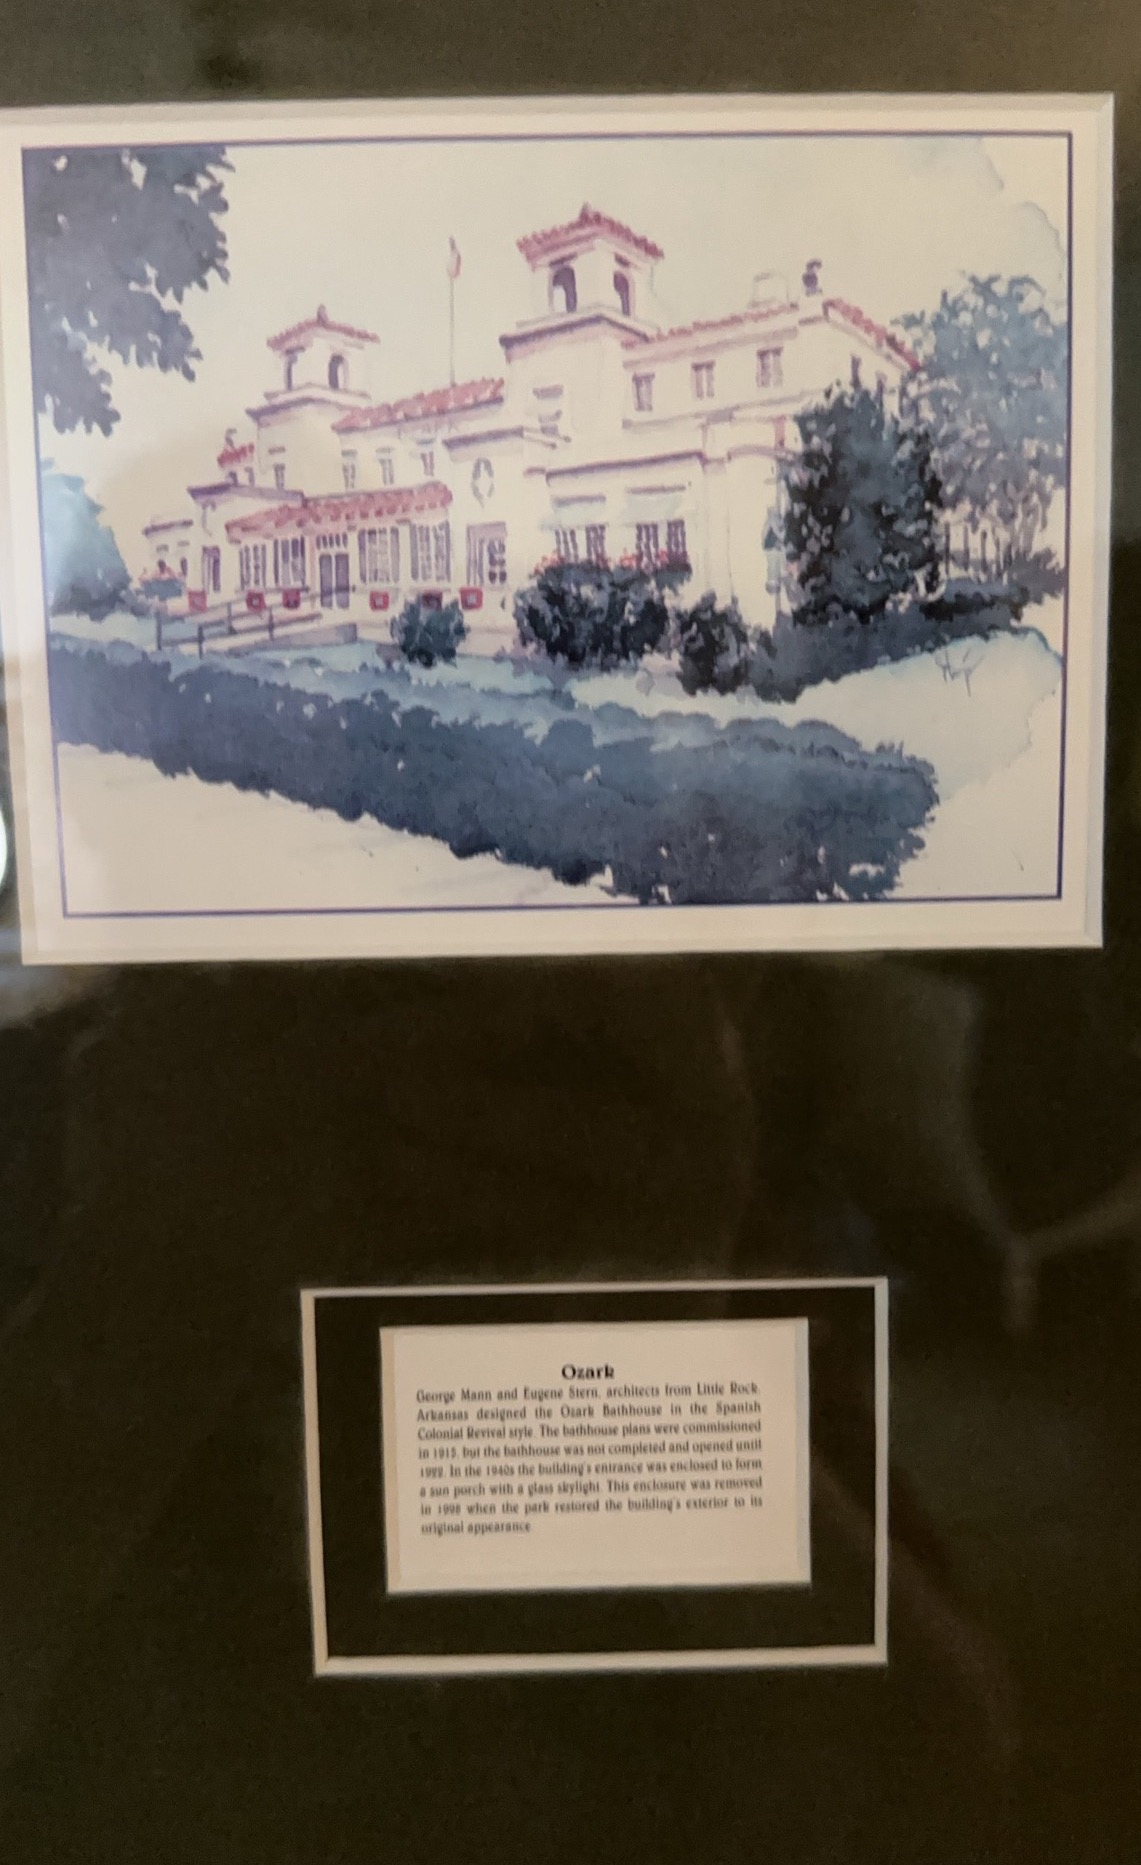 Ozark
George Mann and Eugene Stern, architects from Little Rock,
Arkansas designed the Ozark Bathhouse in the Spanish
Colonial Revival style. The bathhouse plans were commissioned
in 1915, but the bathhouse was not completed and opened until
1922. In the 1940s the building's entrance was enclosed to form
a sun porch with a glass skylight. This enclosure was removed
in 1998 when the park restored the building's exterior to its
original appearance.